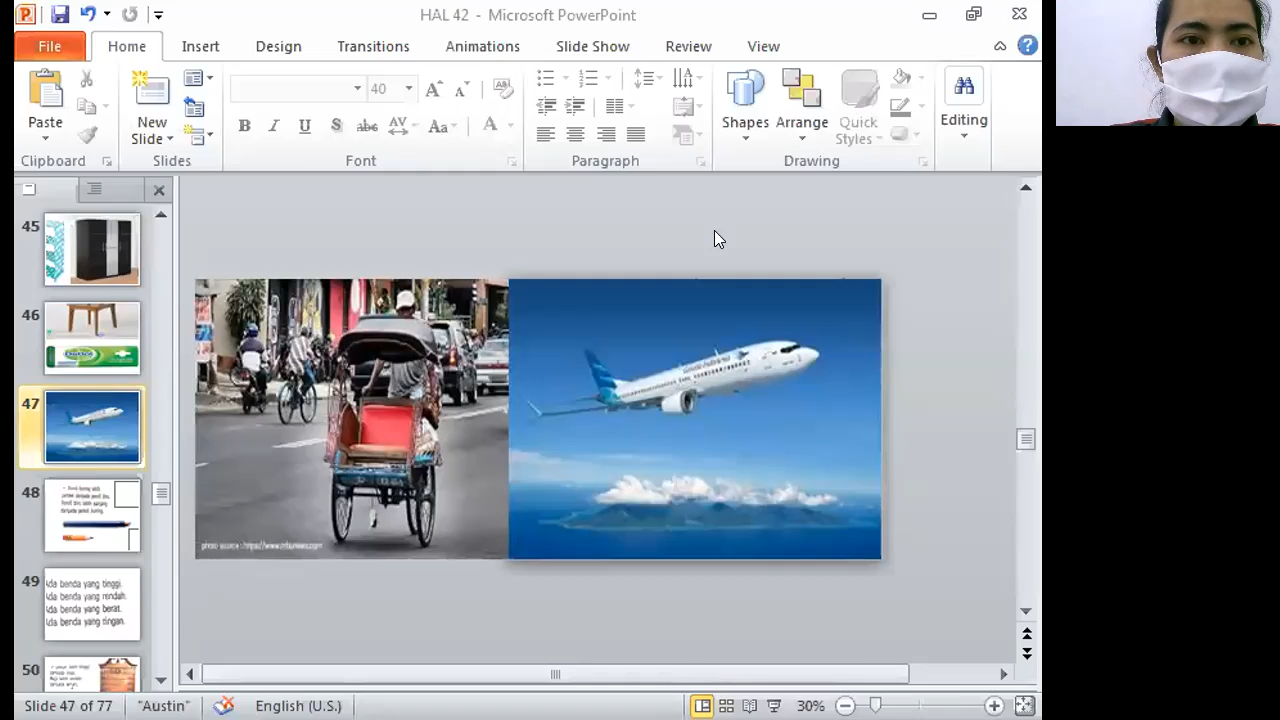 HAL 42 - Microsoft PowerPoint
File Home Insert Design Transitions Animations Slide Show Review View
Paste
New
Slide
40
Shapes
Arrange
Quick
Styles
Editing
Clipboard
Slides
Font
Paragraph
Drawing
45
46
47
48
49
Ada benda yang tinggi.
Ada benda yang rendah.
Ada benda yang berat.
Ada benda yang ringan.
50
Slide 47 of 77
"Austin"
English (U.S.)
30%